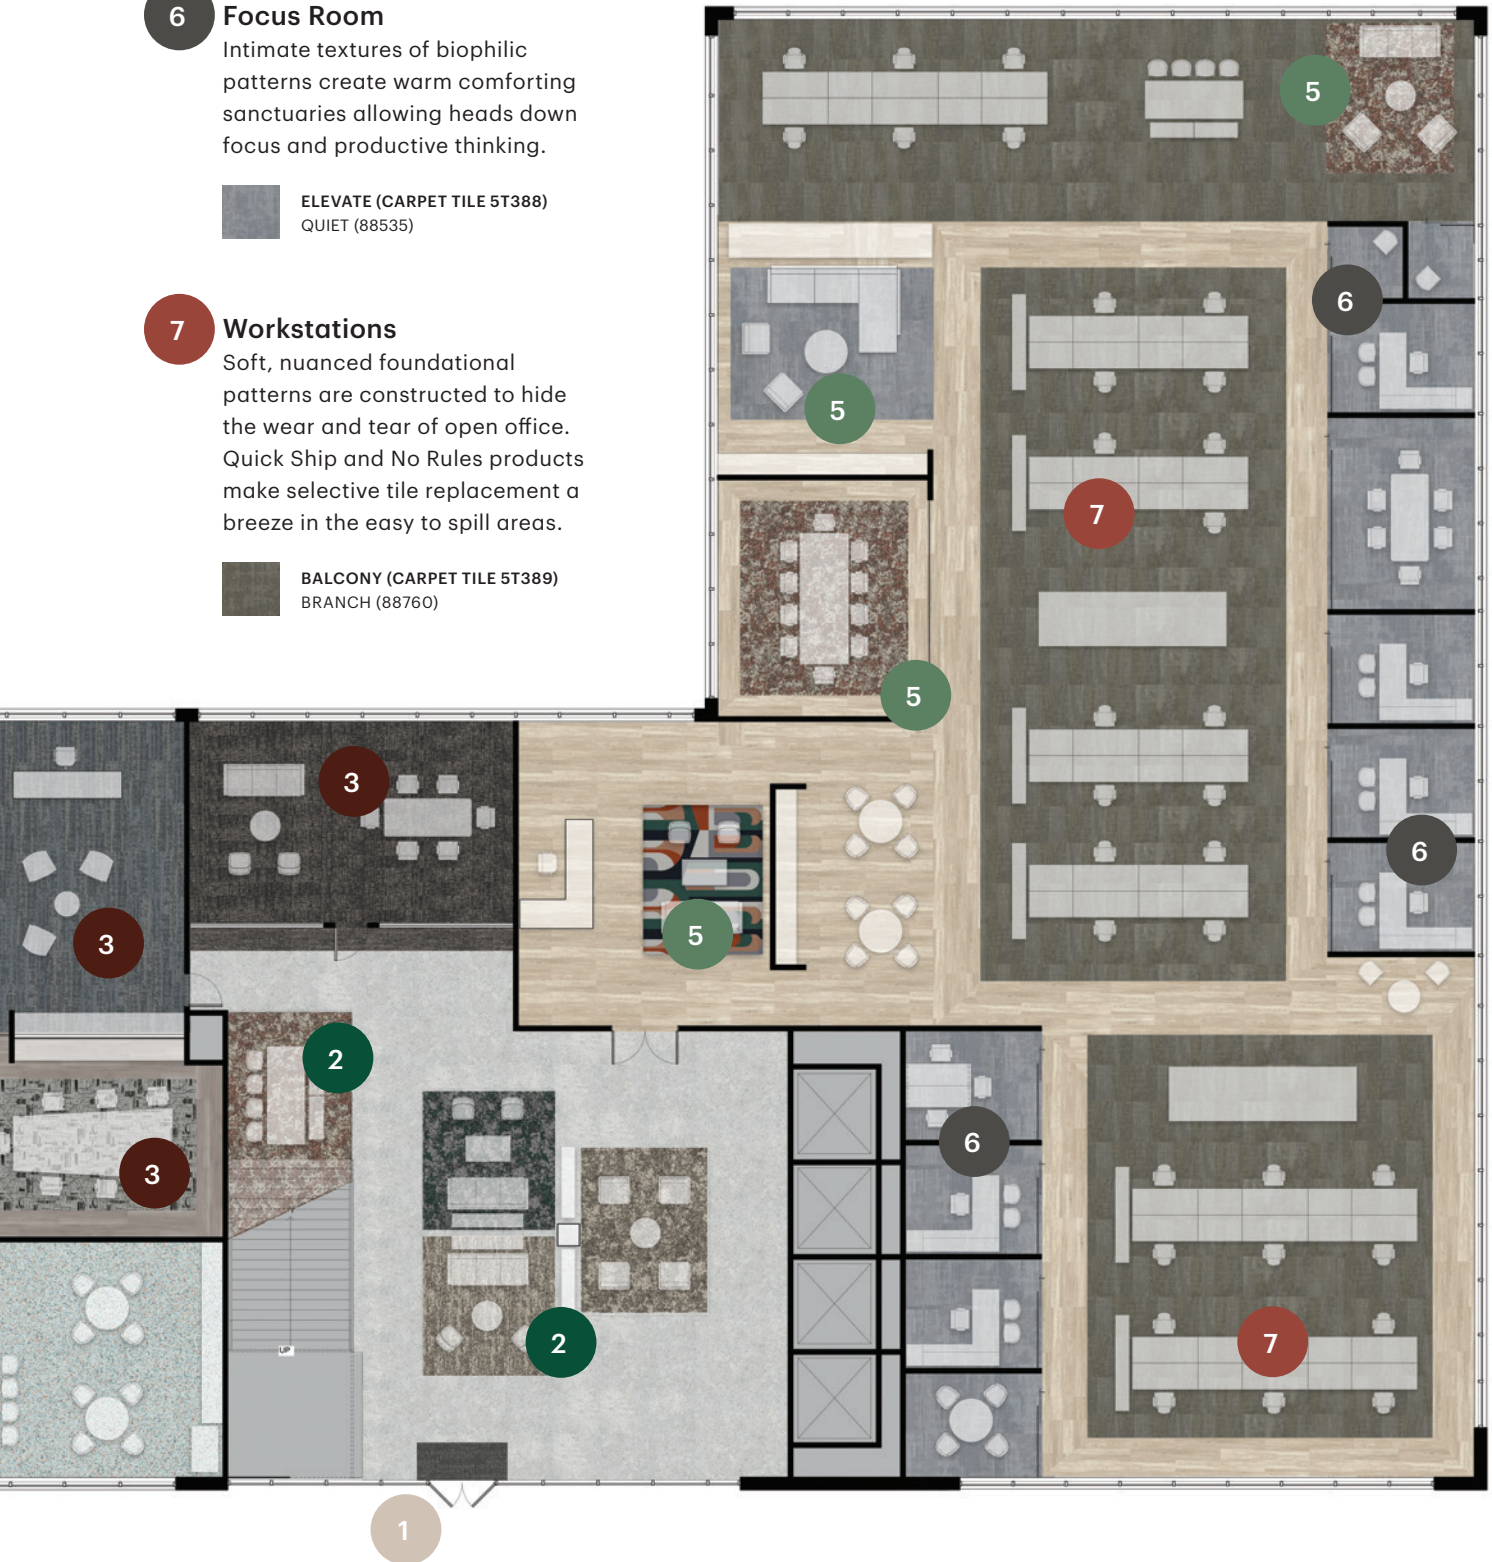 6
Focus Room
Intimate textures of biophilic
patterns create warm comforting
sanctuaries allowing heads down
focus and productive thinking.
ELEVATE (CARPET TILE 5T388)
QUIET (88535)
7
Workstations
Soft, nuanced foundational
patterns are constructed to hide
the wear and tear of open office.
Quick Ship and No Rules products
make selective tile replacement a
breeze in the easy to spill areas.
BALCONY (CARPET TILE 5T389)
BRANCH (88760)
5
6
5
7
5
3
6
5
3
2
6
3
2
7
UP
1